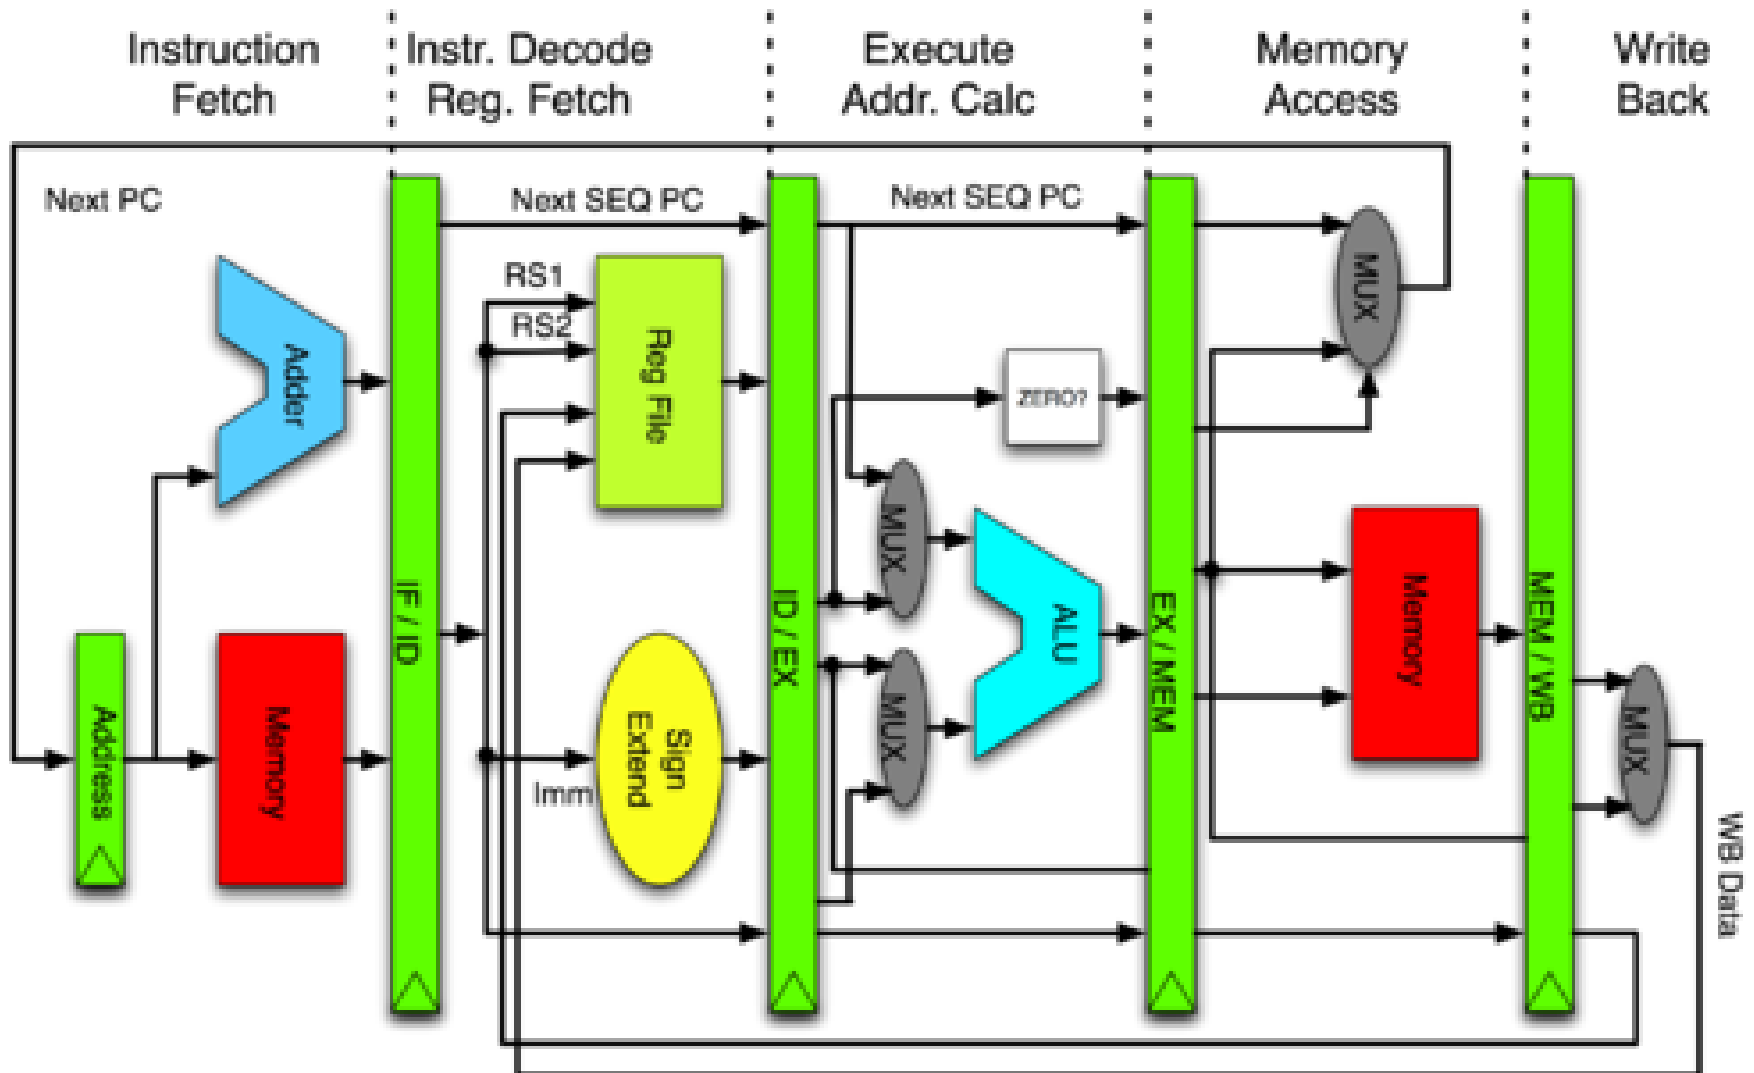 Instruction
Fetch
Instr. Decode
Reg. Fetch
Execute
Addr. Calc
Memory
Access
Write
Back
Next PC
Next SEQ PC
Next SEQ PC
RS1
RS2
Imm
Adder
Address
Memory
IF / ID
Reg File
Sign
Extend
ID / EX
MUX
MUX
ZERO?
ALU
EX / MEM
MUX
Memory
MEM / WB
MUX
WB Data